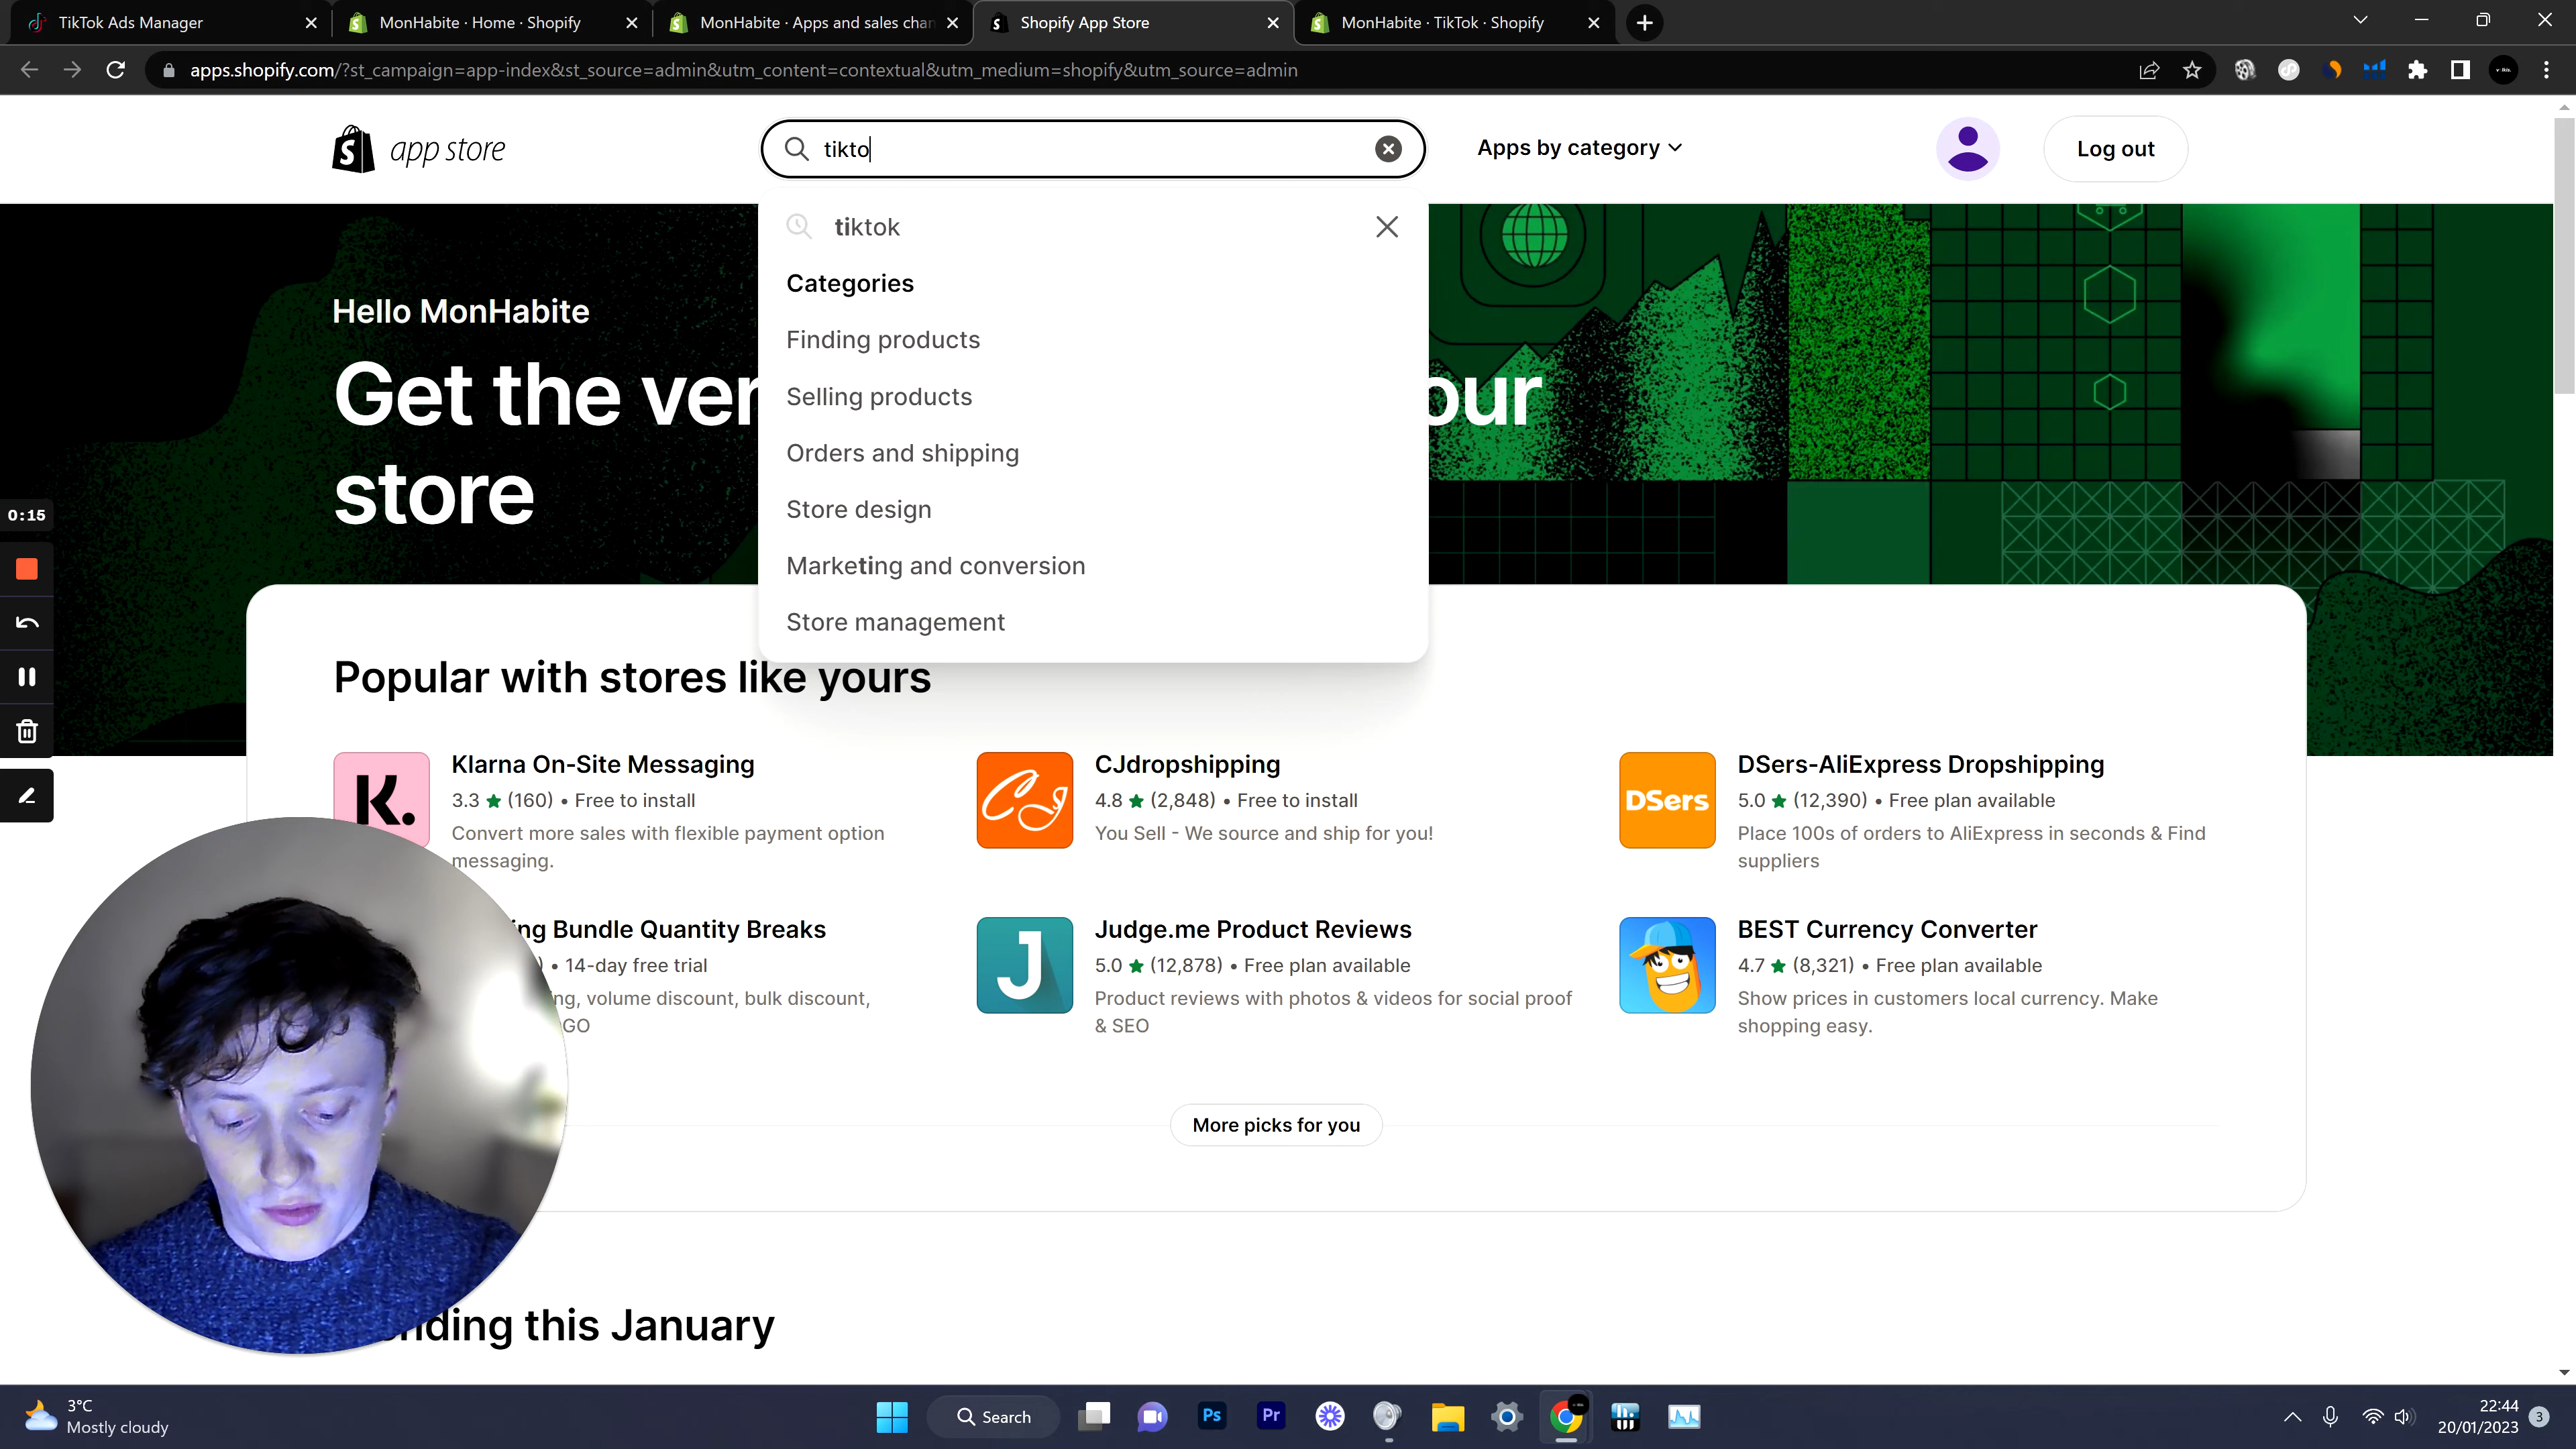 TikTok Ads Manager
MonHabite · Home · Shopify
MonHabite · Apps and sales chan
Shopify App Store
MonHabite · TikTok · Shopify
apps.shopify.com/?st_campaign=app-index&st_source=admin&utm_content=contextual&utm_medium=shopify&utm_source=admin
app store
tikto
Apps by category
Log out
tiktok
Categories
Finding products
Selling products
Orders and shipping
Store design
Marketing and conversion
Store management
Hello MonHabite
Get the ver our
store
0:15
Popular with stores like yours
K.
Klarna On-Site Messaging
3.3 ★ (160) • Free to install
Convert more sales with flexible payment option
messaging.
CJ
CJdropshipping
4.8 ★ (2,848) • Free to install
You Sell - We source and ship for you!
DSers
DSers-AliExpress Dropshipping
5.0 ★ (12,390) • Free plan available
Place 100s of orders to AliExpress in seconds & Find
suppliers
ing Bundle Quantity Breaks
) • 14-day free trial
ng, volume discount, bulk discount,
GO
J
Judge.me Product Reviews
5.0 ★ (12,878) • Free plan available
Product reviews with photos & videos for social proof
& SEO
BEST Currency Converter
4.7 ★ (8,321) • Free plan available
Show prices in customers local currency. Make
shopping easy.
More picks for you
nding this January
3°C
Mostly cloudy
Search
Ps
Pr
22:44
20/01/2023
3